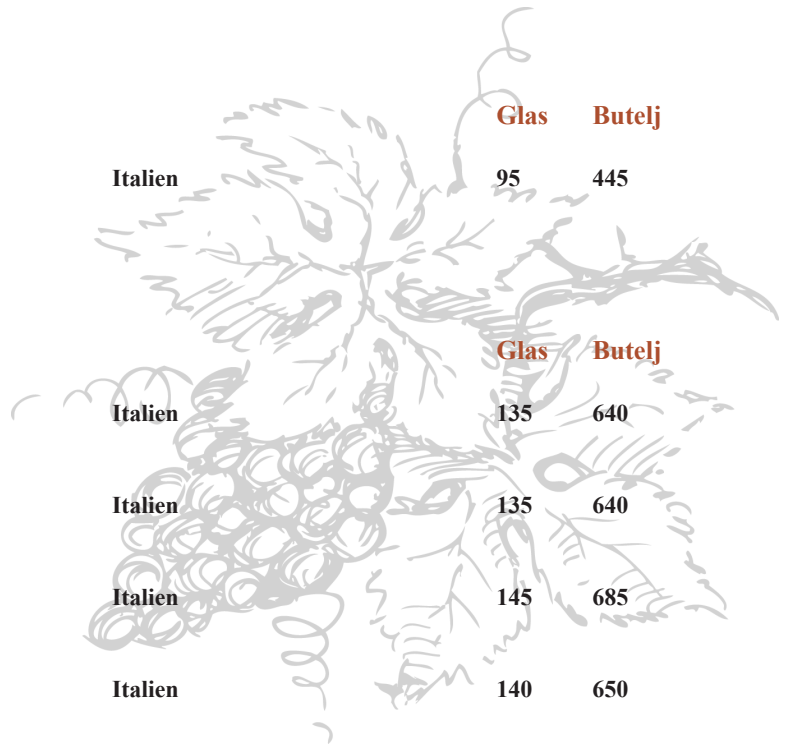 Glas Butelj
Italien 95 445
Glas Butelj
Italien 135 640
Italien 135 640
Italien 145 685
Italien 140 650